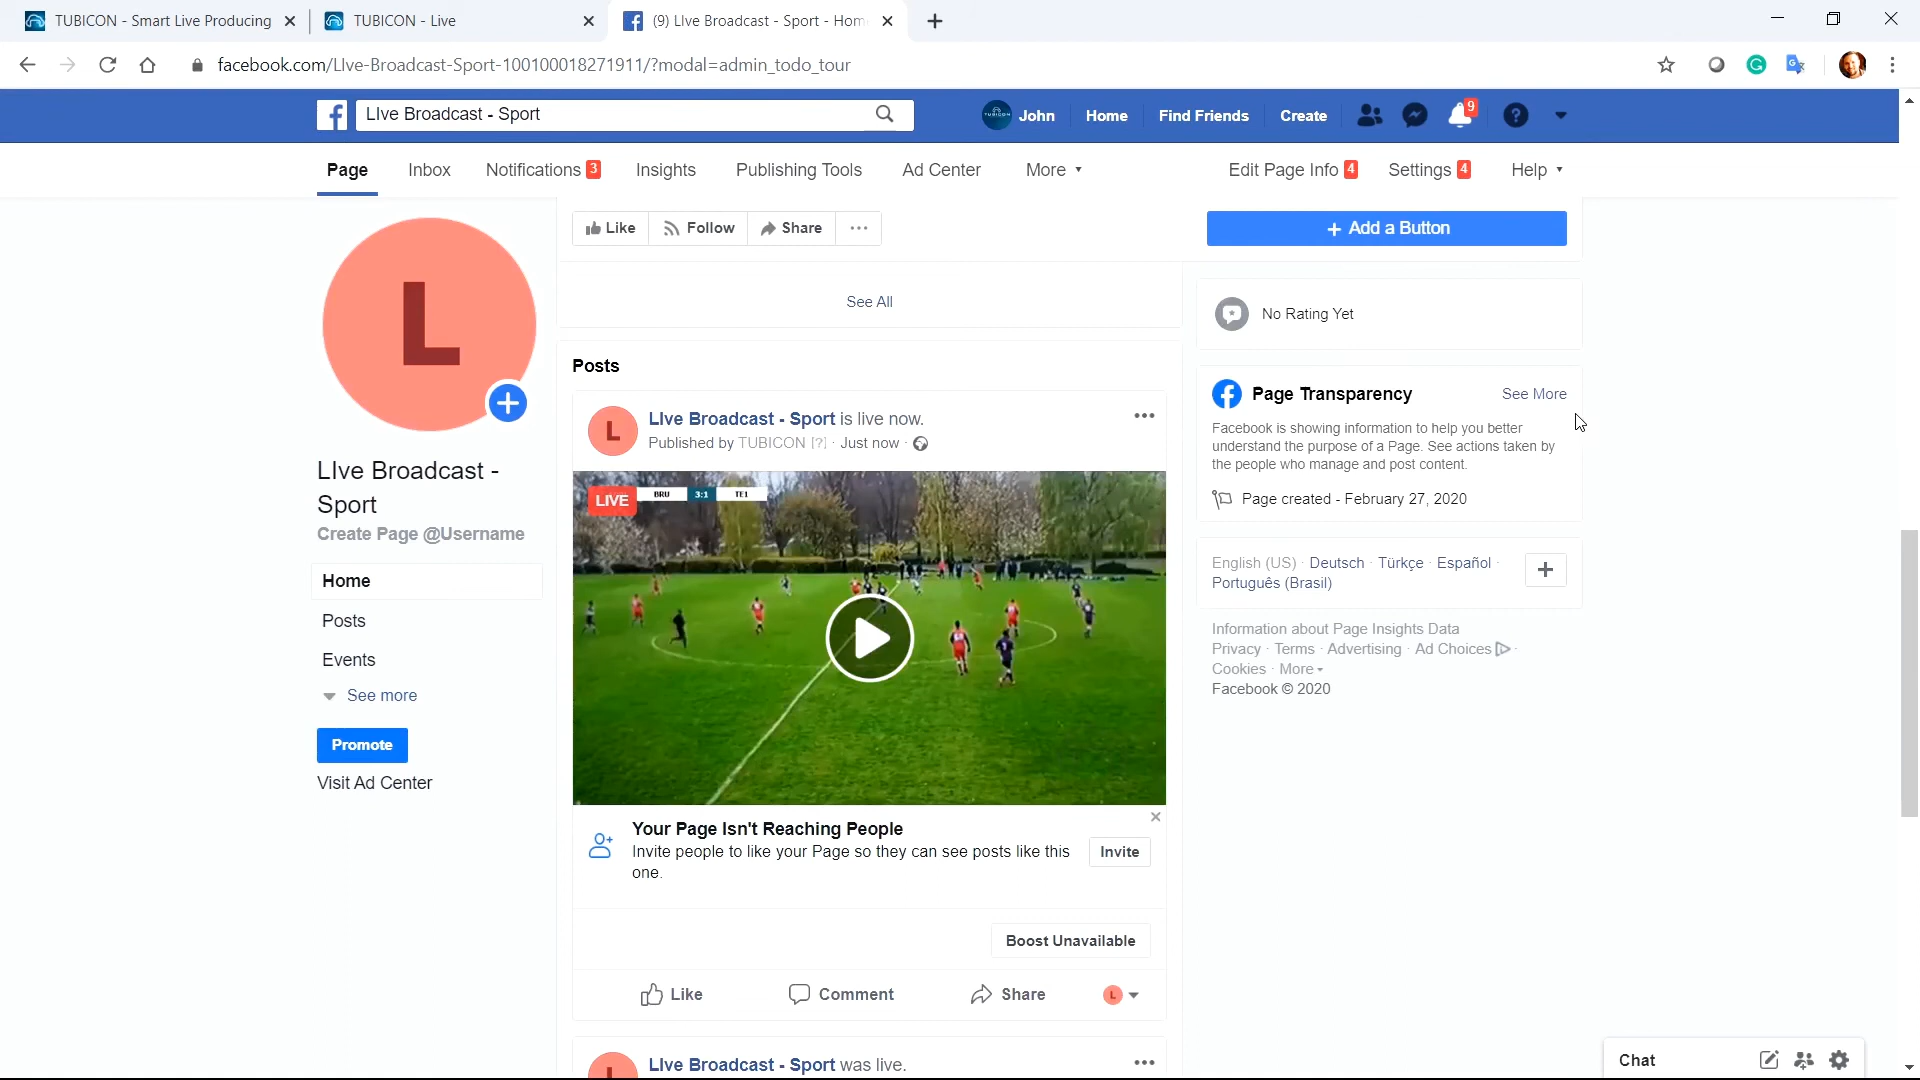 TUBICON - Smart Live Producing
TUBICON - Live
(9) LIve Broadcast - Sport - Hom
facebook.com/LIve-Broadcast-Sport-100100018271911/?modal=admin_todo_tour
LIve Broadcast - Sport
John
Home
Find Friends
Create
9
Page
Inbox
Notifications 3
Insights
Publishing Tools
Ad Center
More
Edit Page Info 4
Settings 4
Help
L
LIve Broadcast -
Sport
Create Page @Username
Home
Posts
Events
See more
Promote
Visit Ad Center
Like
Follow
Share
+ Add a Button
See All
Posts
L
LIve Broadcast - Sport is live now.
Published by TUBICON [?] · Just now ·
LIVE
BRU 3:1 TE1
Your Page Isn't Reaching People
Invite people to like your Page so they can see posts like this
one.
Invite
Boost Unavailable
Like
Comment
Share
L
LIve Broadcast - Sport was live.
No Rating Yet
Page Transparency
See More
Facebook is showing information to help you better
understand the purpose of a Page. See actions taken by
the people who manage and post content.
Page created - February 27, 2020
English (US) · Deutsch · Türkçe · Español ·
Português (Brasil)
Information about Page Insights Data
Privacy · Terms · Advertising · Ad Choices ·
Cookies · More
Facebook © 2020
Chat